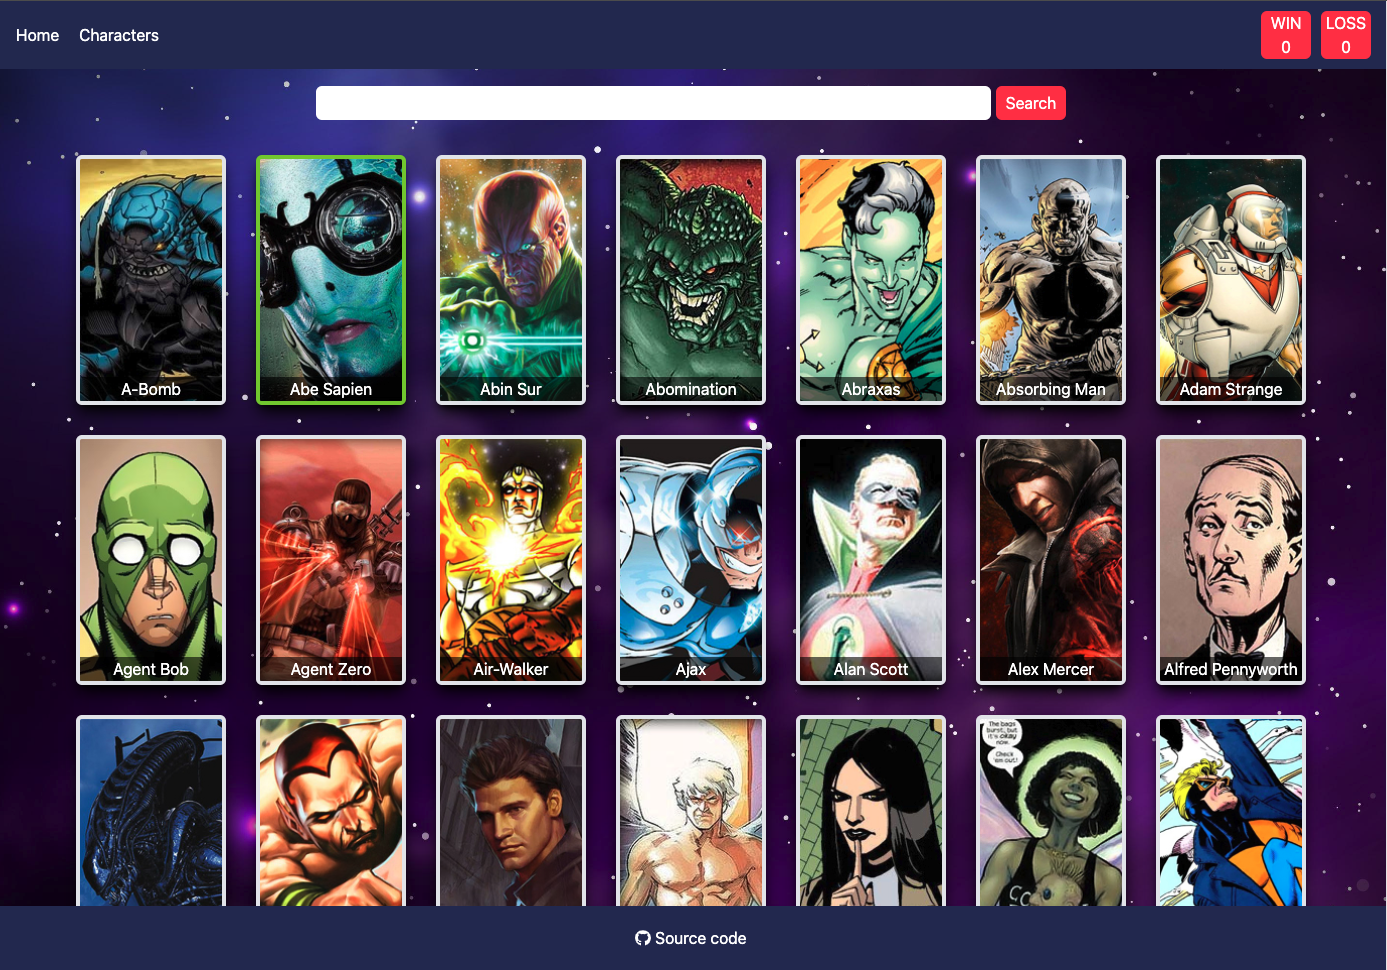 Home
Characters
WIN
0
LOSS
0
Search
A-Bomb
Abe Sapien
Abin Sur
Abomination
Abraxas
Absorbing Man
Adam Strange
Agent Bob
Agent Zero
Air-Walker
Ajax
Alan Scott
Alex Mercer
Alfred Pennyworth
The bags
burst, but
it's okay
now.
Check
'em out!
Source code